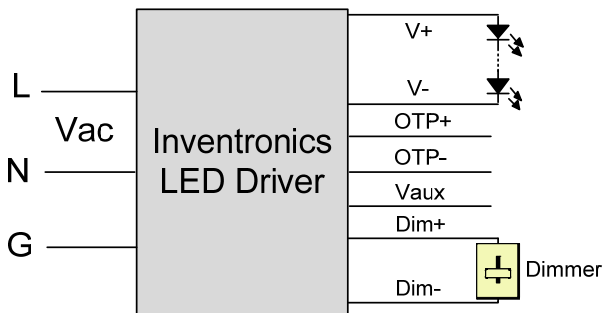 L
Vac
N
G
Inventronics
LED Driver
V+
V-
OTP+
OTP-
Vaux
Dim+
Dim-
Dimmer